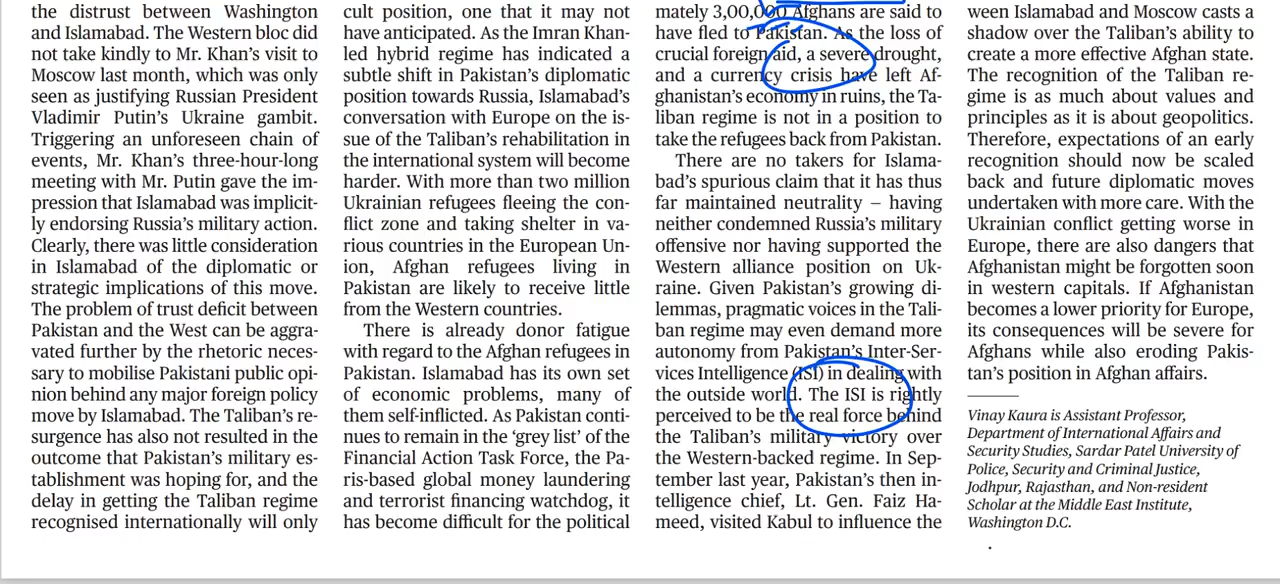 the distrust between Washington
and Islamabad. The Western bloc did
not take kindly to Mr. Khan's visit to
Moscow last month, which was only
seen as justifying Russian President
Vladimir Putin's Ukraine gambit.
Triggering an unforeseen chain of
events, Mr. Khan's three-hour-long
meeting with Mr. Putin gave the im-
pression that Islamabad was implicit-
ly endorsing Russia's military action.
Clearly, there was little consideration
in Islamabad of the diplomatic or
strategic implications of this move.
The problem of trust deficit between
Pakistan and the West can be aggra-
vated further by the rhetoric neces-
sary to mobilise Pakistani public opi-
nion behind any major foreign policy
move by Islamabad. The Taliban's re-
surgence has also not resulted in the
outcome that Pakistan's military es-
tablishment was hoping for, and the
delay in getting the Taliban regime
recognised internationally will only
cult position, one that it may not
have anticipated. As the Imran Khan-
led hybrid regime has indicated a
subtle shift in Pakistan's diplomatic
position towards Russia, Islamabad's
conversation with Europe on the is-
sue of the Taliban's rehabilitation in
the international system will become
harder. With more than two million
Ukrainian refugees fleeing the con-
flict zone and taking shelter in va-
rious countries in the European Un-
ion, Afghan refugees living in
Pakistan are likely to receive little
from the Western countries.
There is already donor fatigue
with regard to the Afghan refugees in
Pakistan. Islamabad has its own set
of economic problems, many of
them self-inflicted. As Pakistan conti-
nues to remain in the 'grey list' of the
Financial Action Task Force, the Pa-
ris-based global money laundering
and terrorist financing watchdog, it
has become difficult for the political
mately 3,00,000 Afghans are said to
have fled to Pakistan. As the loss of
crucial foreign aid, a severe drought,
and a currency crisis have left Af-
ghanistan's economy in ruins, the Ta-
liban regime is not in a position to
take the refugees back from Pakistan.
There are no takers for Islama-
bad's spurious claim that it has thus
far maintained neutrality – having
neither condemned Russia's military
offensive nor having supported the
Western alliance position on Uk-
raine. Given Pakistan's growing di-
lemmas, pragmatic voices in the Tali-
ban regime may even demand more
autonomy from Pakistan's Inter-Ser-
vices Intelligence (ISI) in dealing with
the outside world. The ISI is rightly
perceived to be the real force behind
the Taliban's military victory over
the Western-backed regime. In Sep-
tember last year, Pakistan's then in-
telligence chief, Lt. Gen. Faiz Ha-
meed, visited Kabul to influence the
ween Islamabad and Moscow casts a
shadow over the Taliban's ability to
create a more effective Afghan state.
The recognition of the Taliban re-
gime is as much about values and
principles as it is about geopolitics.
Therefore, expectations of an early
recognition should now be scaled
back and future diplomatic moves
undertaken with more care. With the
Ukrainian conflict getting worse in
Europe, there are also dangers that
Afghanistan might be forgotten soon
in western capitals. If Afghanistan
becomes a lower priority for Europe,
its consequences will be severe for
Afghans while also eroding Pakis-
tan's position in Afghan affairs.
Vinay Kaura is Assistant Professor,
Department of International Affairs and
Security Studies, Sardar Patel University of
Police, Security and Criminal Justice,
Jodhpur, Rajasthan, and Non-resident
Scholar at the Middle East Institute,
Washington D.C.